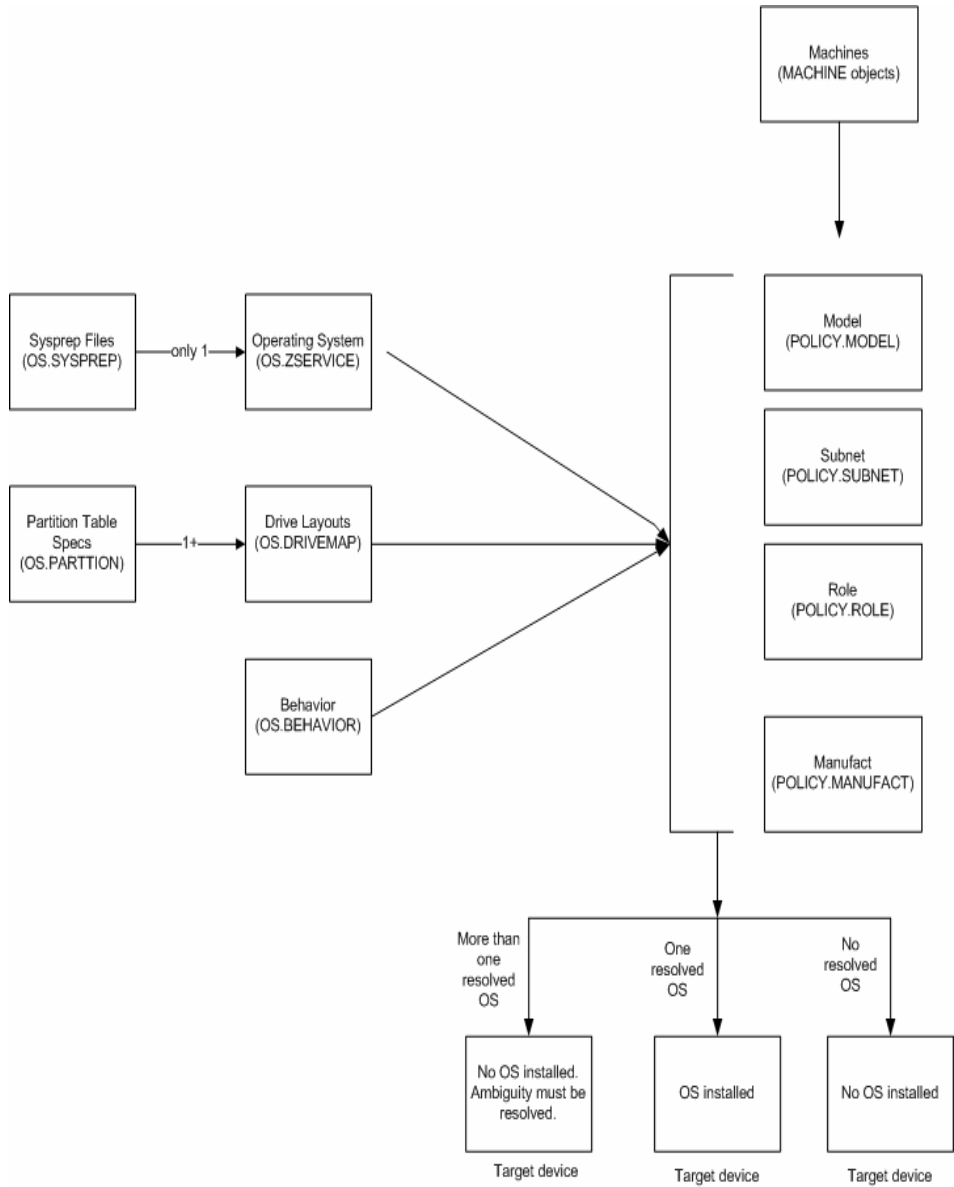 Machines
(MACHINE objects)
Model
(POLICY.MODEL)
Sysprep Files
(OS.SYSPREP)
only 1
Operating System
(OS.ZSERVICE)
Subnet
(POLICY.SUBNET)
Partition Table
Specs
(OS.PARTTION)
1+
Drive Layouts
(OS.DRIVEMAP)
Role
(POLICY.ROLE)
Behavior
(OS.BEHAVIOR)
Manufact
(POLICY.MANUFACT)
More than
one
resolved
OS
One
resolved
OS
No
resolved
OS
No OS installed.
Ambiguity must be
resolved.
OS installed
No OS installed
Target device
Target device
Target device